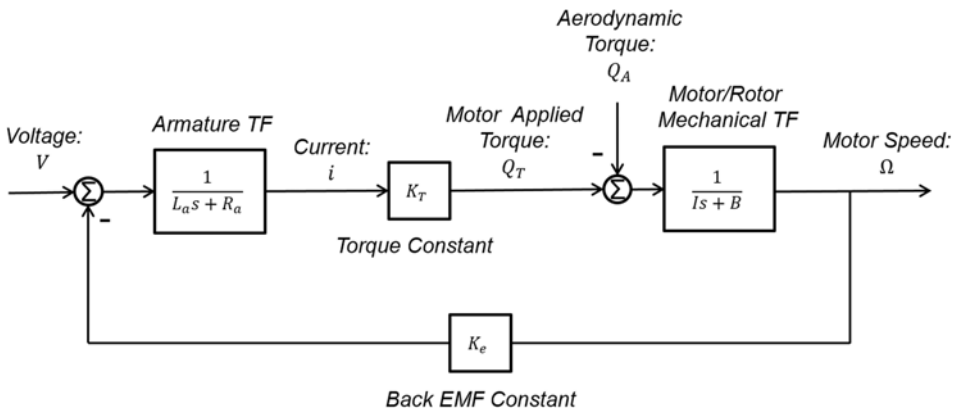 Aerodynamic
Torque:
Q_A
Voltage:
V
Armature TF
Current:
i
Motor Applied
Torque:
Q_T
Motor/Rotor
Mechanical TF
Motor Speed:
Ω
Σ
1
L_a s + R_a
K_T
Σ
1
Is + B
-
-
Torque Constant
K_e
Back EMF Constant